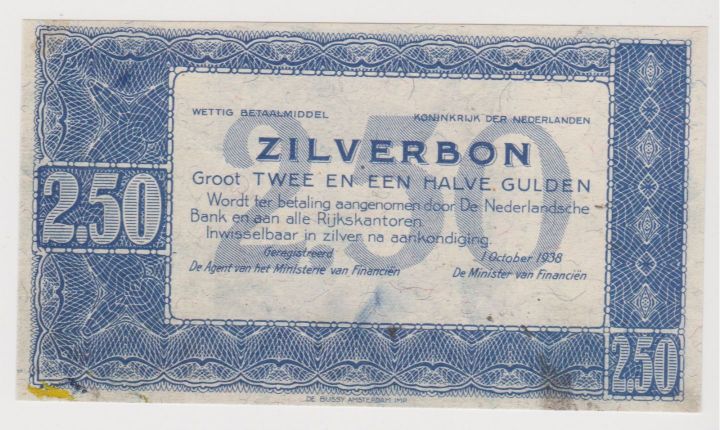 WETTIG BETAALMIDDEL KONINKRIJK DER NEDERLANDEN
250
ZILVERBON
Groot TWEE EN EEN HALVE GULDEN
2.50
Wordt ter betaling aangenomen door De Nederlandsche
Bank en aan alle Rijkskantoren.
Inwisselbaar in zilver na aankondiging.
Geregistreerd 1 October 1938
De Agent van het Ministerie van Financiën De Minister van Financiën
2.50
DE BUSSY AMSTERDAM IMP.